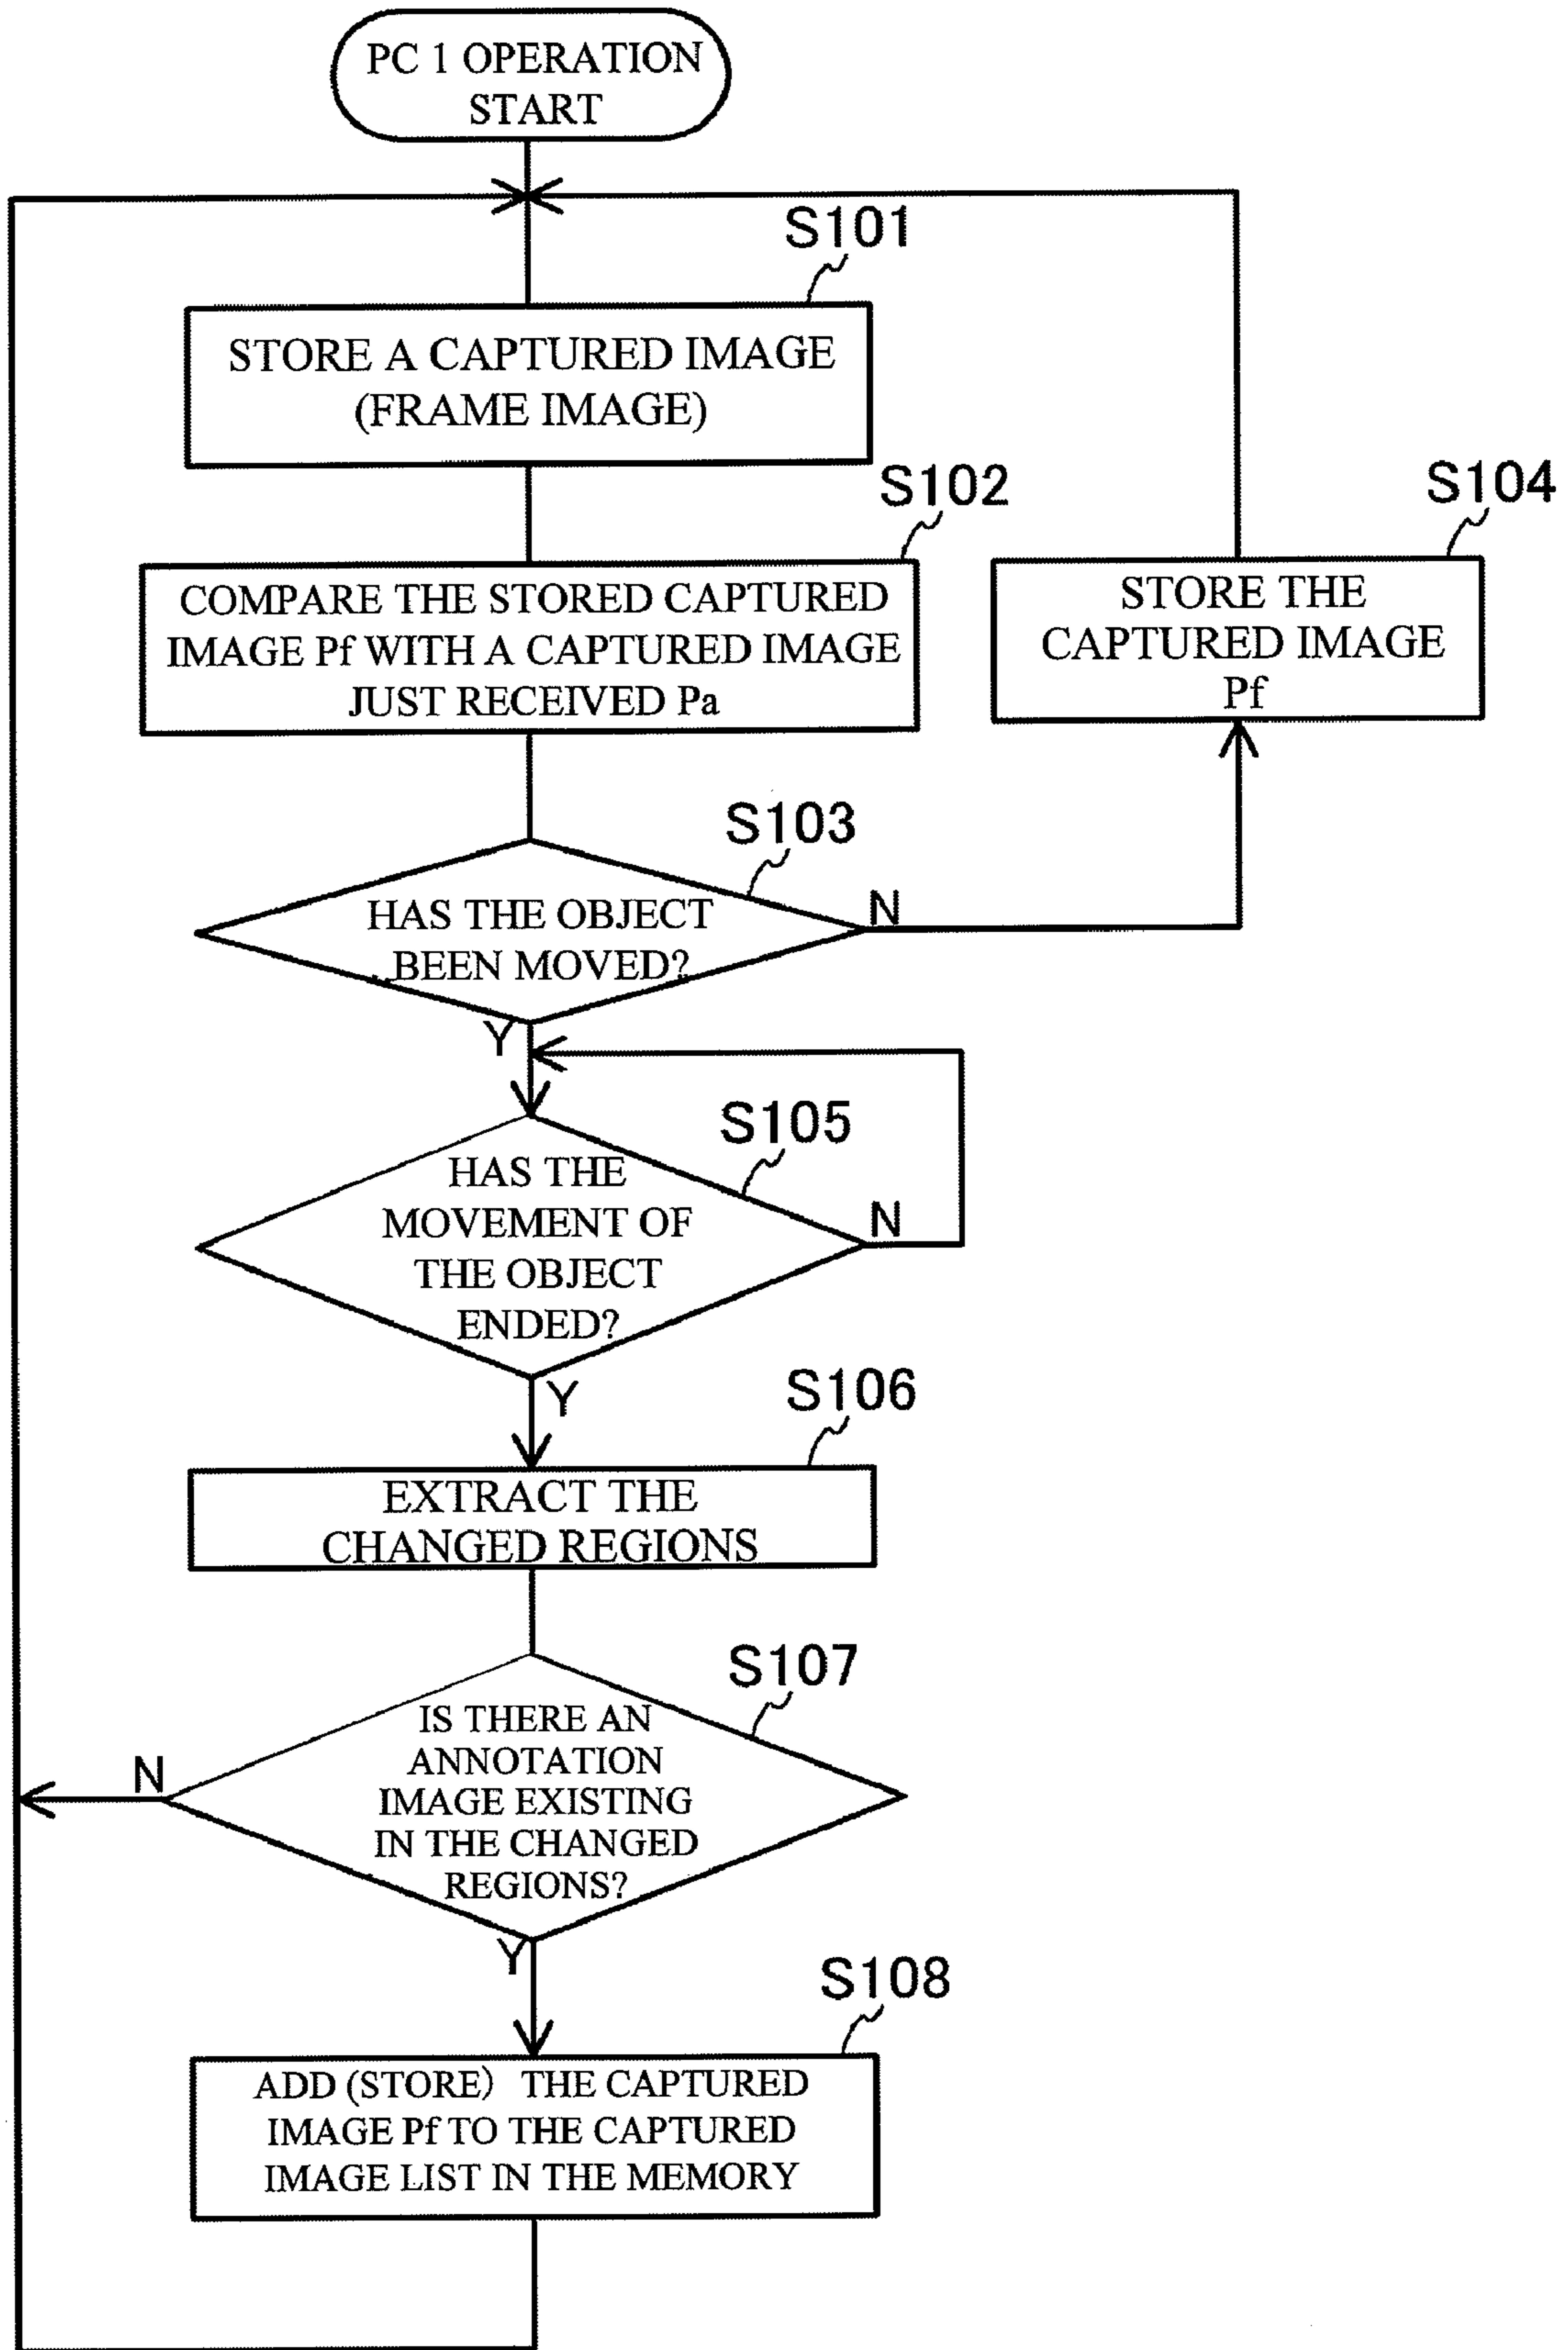 PC 1 OPERATION
START
S101
STORE A CAPTURED IMAGE
(FRAME IMAGE)
S102
COMPARE THE STORED CAPTURED
IMAGE Pf WITH A CAPTURED IMAGE
JUST RECEIVED Pa
S104
STORE THE
CAPTURED IMAGE
Pf
S103
HAS THE OBJECT
BEEN MOVED?
N
Y
S105
HAS THE
MOVEMENT OF
THE OBJECT
ENDED?
N
Y
S106
EXTRACT THE
CHANGED REGIONS
S107
IS THERE AN
ANNOTATION
IMAGE EXISTING
IN THE CHANGED
REGIONS?
N
Y
S108
ADD (STORE) THE CAPTURED
IMAGE Pf TO THE CAPTURED
IMAGE LIST IN THE MEMORY